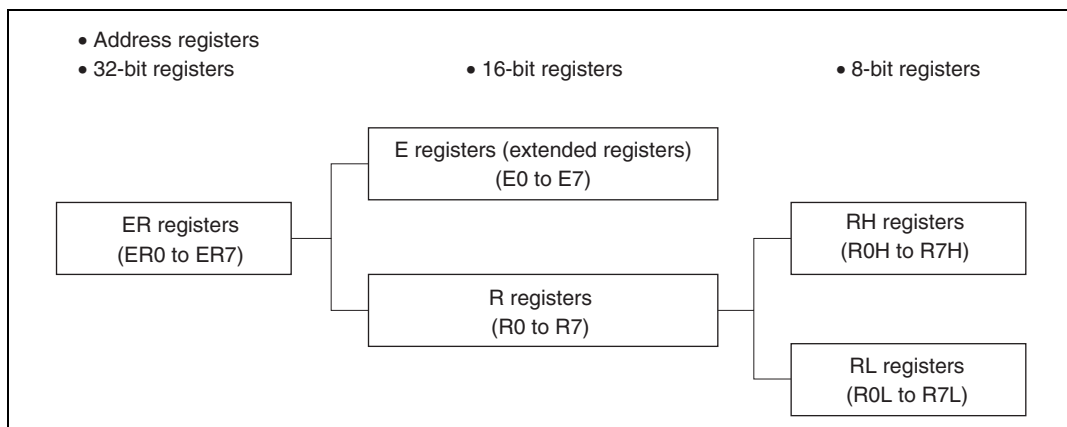 • Address registers
• 32-bit registers
• 16-bit registers
• 8-bit registers
E registers (extended registers)
(E0 to E7)
ER registers
(ER0 to ER7)
RH registers
(R0H to R7H)
R registers
(R0 to R7)
RL registers
(R0L to R7L)